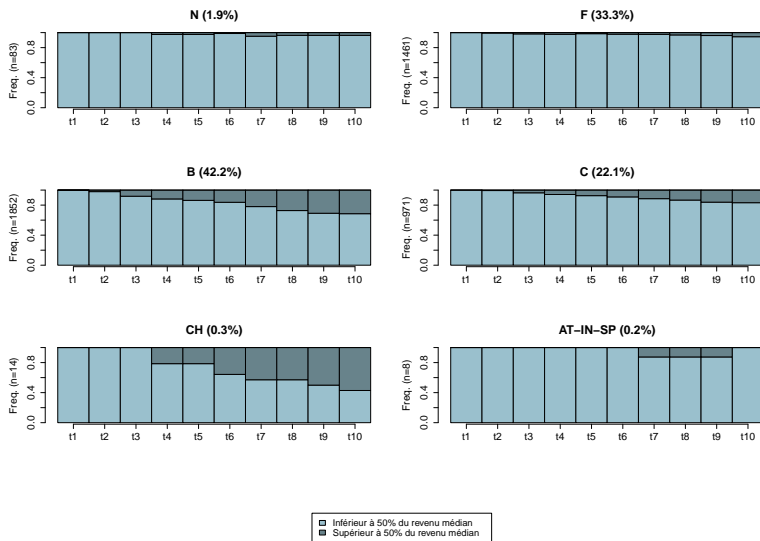 N (1.9%)
Freq. (n=83)
0.0 0.4 0.8
t1 t2 t3 t4 t5 t6 t7 t8 t9 t10
F (33.3%)
Freq. (n=1461)
0.0 0.4 0.8
t1 t2 t3 t4 t5 t6 t7 t8 t9 t10
B (42.2%)
Freq. (n=1852)
0.0 0.4 0.8
t1 t2 t3 t4 t5 t6 t7 t8 t9 t10
C (22.1%)
Freq. (n=971)
0.0 0.4 0.8
t1 t2 t3 t4 t5 t6 t7 t8 t9 t10
CH (0.3%)
Freq. (n=14)
0.0 0.4 0.8
t1 t2 t3 t4 t5 t6 t7 t8 t9 t10
AT−IN−SP (0.2%)
Freq. (n=8)
0.0 0.4 0.8
t1 t2 t3 t4 t5 t6 t7 t8 t9 t10
Inférieur à 50% du revenu médian
Supérieur à 50% du revenu médian